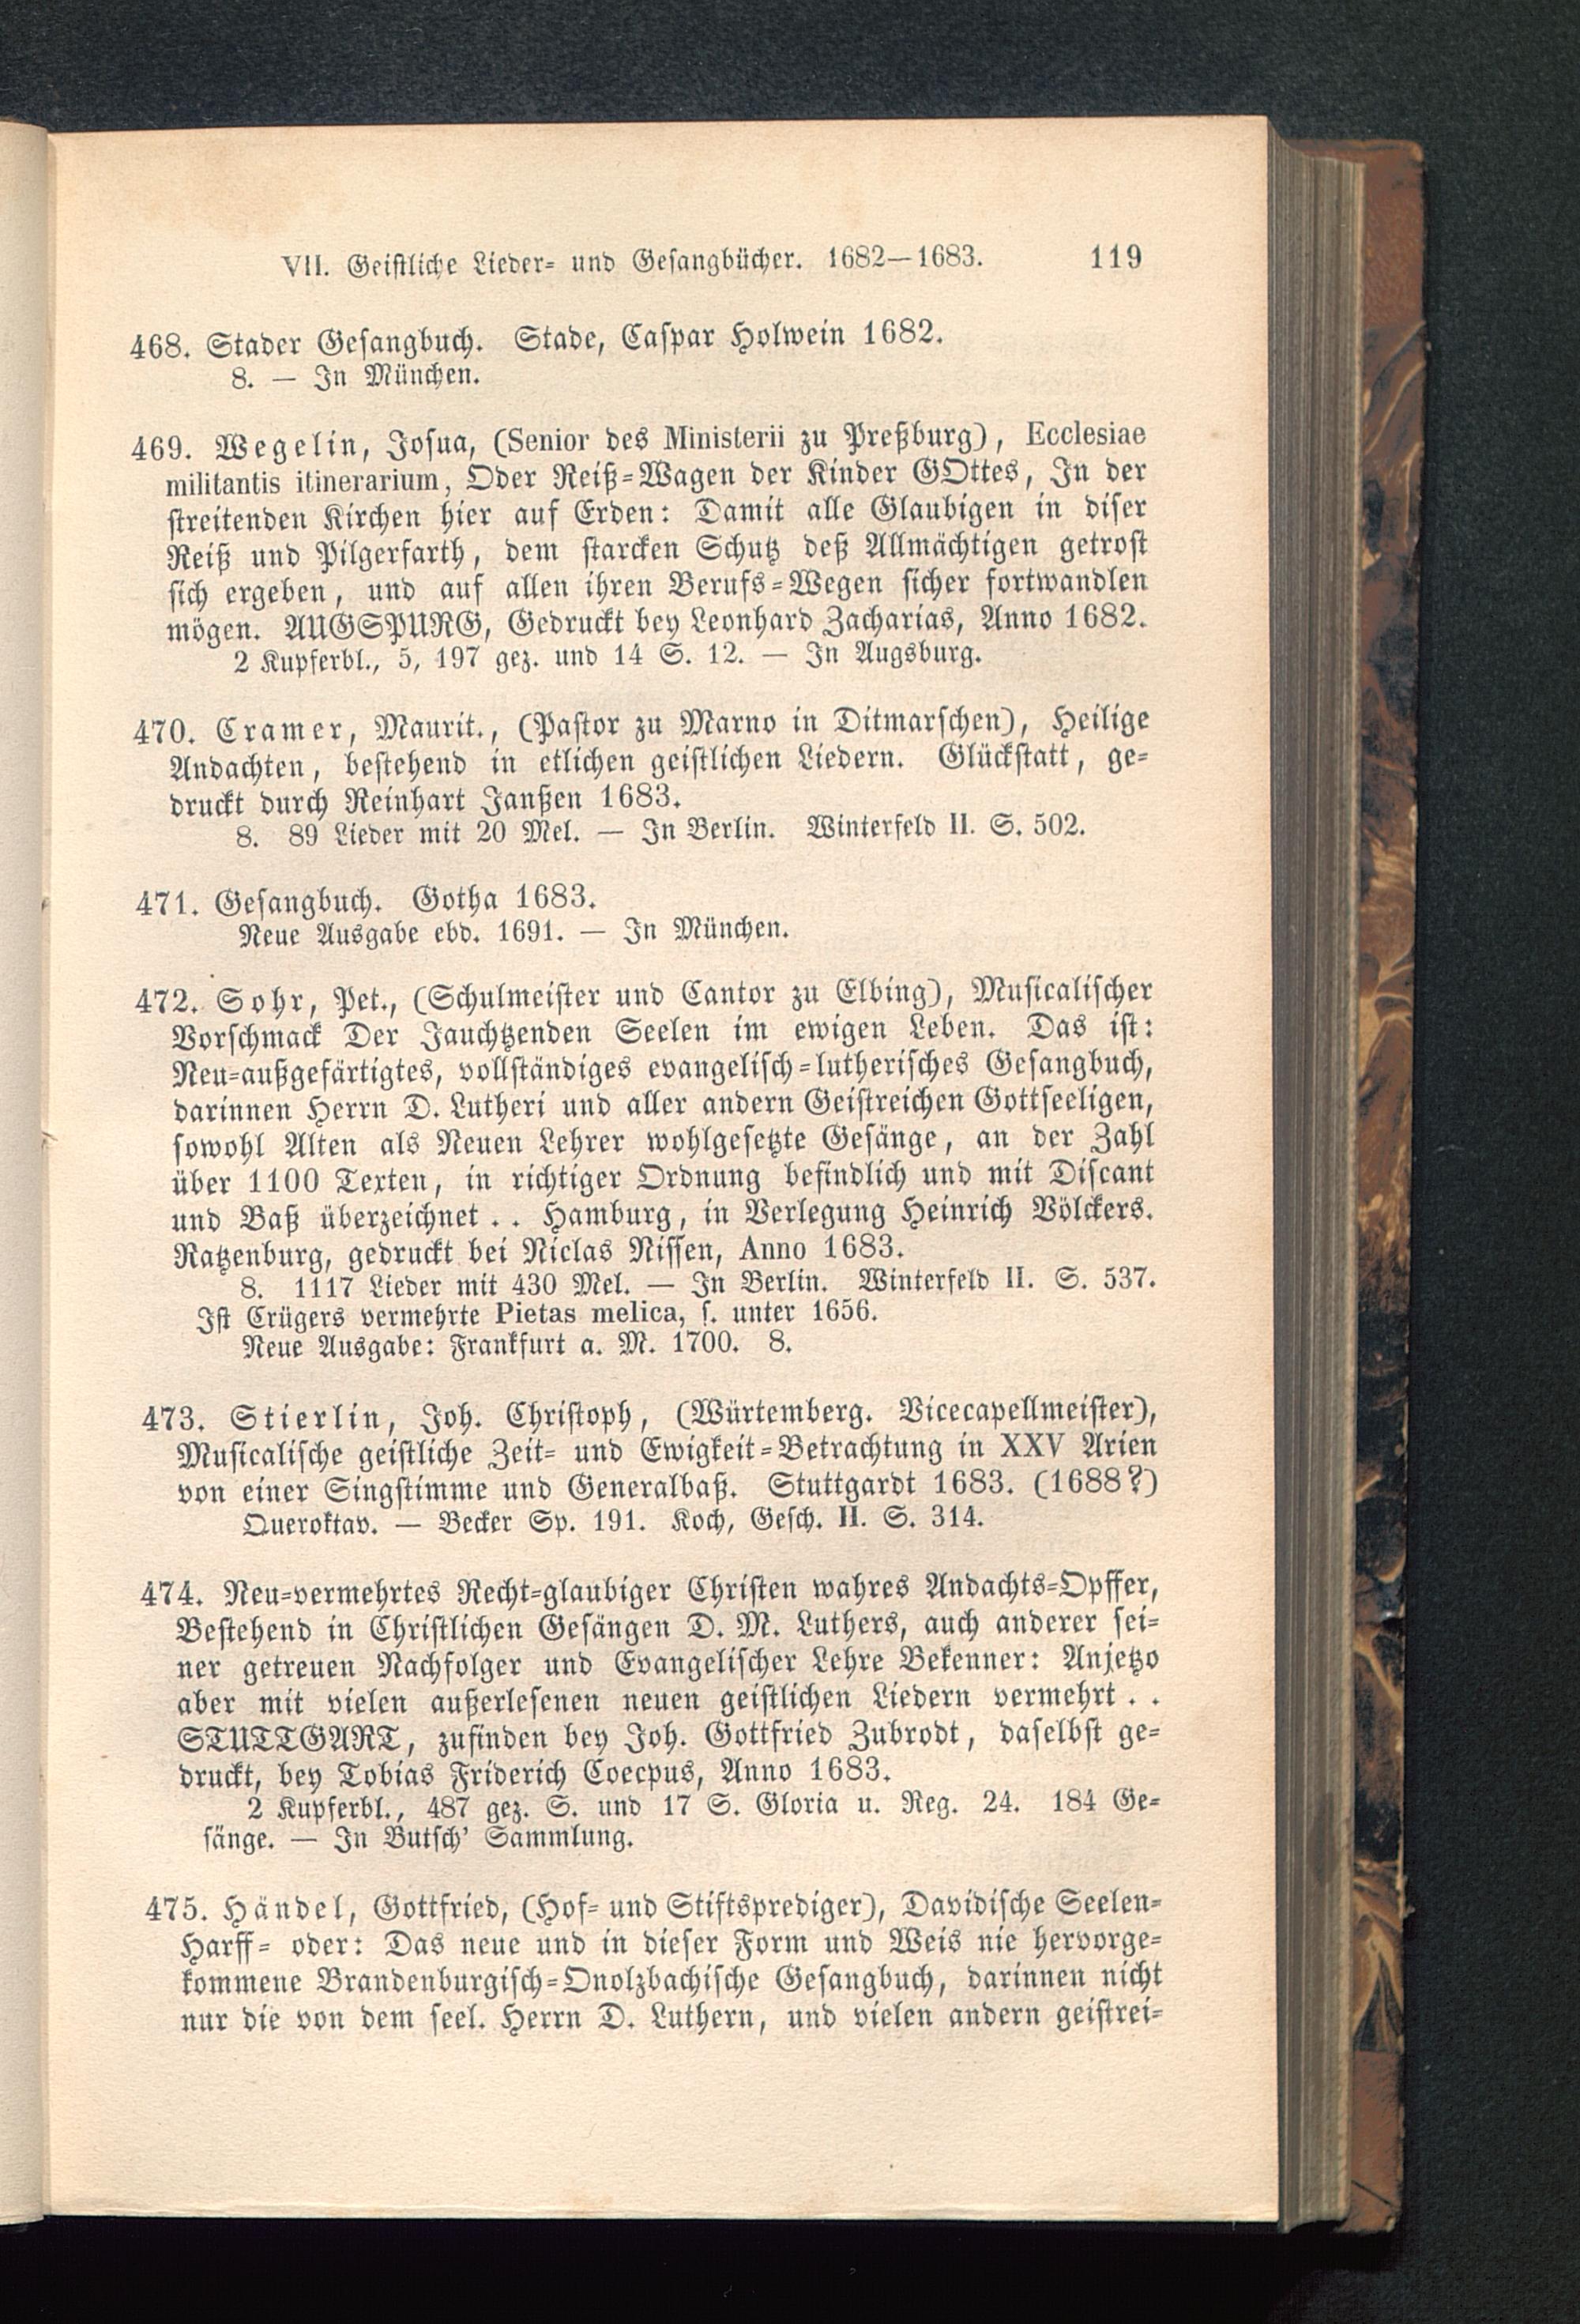 VII. Geistliche Lieder- und Gesangbücher. 1682—1683. 119
468. Stader Gesangbuch. Stade, Caspar Holwein 1682.
8. — In München.
469. Wegelin, Josua, (Senior des Ministerii zu Preßburg), Ecclesiae
militantis itinerarium, Oder Reiß-Wagen der Kinder GOttes, In der
streitenden Kirchen hier auf Erden: Damit alle Glaubigen in diser
Reiß und Pilgerfarth, dem starcken Schutz deß Allmächtigen getrost
sich ergeben, und auf allen ihren Berufs-Wegen sicher fortwandlen
mögen. AUGSPURG, Gedruckt bey Leonhard Zacharias, Anno 1682.
2 Kupferbl., 5, 197 gez. und 14 S. 12. — In Augsburg.
470. Cramer, Maurit., (Pastor zu Marno in Ditmarschen), Heilige
Andachten, bestehend in etlichen geistlichen Liedern. Glückstatt, ge-
druckt durch Reinhart Janßen 1683.
8. 89 Lieder mit 20 Mel. — In Berlin. Winterfeld II. S. 502.
471. Gesangbuch. Gotha 1683.
Neue Ausgabe ebd. 1691. — In München.
472. Sohr, Pet., (Schulmeister und Cantor zu Elbing), Musicalischer
Vorschmack Der Jauchtzenden Seelen im ewigen Leben. Das ist:
Neu-außgefärtigtes, vollständiges evangelisch-lutherisches Gesangbuch,
darinnen Herrn D. Lutheri und aller andern Geistreichen Gottseeligen,
sowohl Alten als Neuen Lehrer wohlgesetzte Gesänge, an der Zahl
über 1100 Texten, in richtiger Ordnung befindlich und mit Discant
und Baß überzeichnet . . Hamburg, in Verlegung Heinrich Völckers.
Ratzenburg, gedruckt bei Niclas Nissen, Anno 1683.
8. 1117 Lieder mit 430 Mel. — In Berlin. Winterfeld II. S. 537.
Ist Crügers vermehrte Pietas melica, s. unter 1656.
Neue Ausgabe: Frankfurt a. M. 1700. 8.
473. Stierlin, Joh. Christoph, (Würtemberg. Vicecapellmeister),
Musicalische geistliche Zeit- und Ewigkeit-Betrachtung in XXV Arien
von einer Singstimme und Generalbaß. Stuttgardt 1683. (1688?)
Queroktav. — Becker Sp. 191. Koch, Gesch. II. S. 314.
474. Neu-vermehrtes Recht-glaubiger Christen wahres Andachts-Opffer,
Bestehend in Christlichen Gesängen D. M. Luthers, auch anderer sei-
ner getreuen Nachfolger und Evangelischer Lehre Bekenner: Anjetzo
aber mit vielen außerlesenen neuen geistlichen Liedern vermehrt . .
STUTTGART, zufinden bey Joh. Gottfried Zubrodt, daselbst ge-
druckt, bey Tobias Friderich Coccpus, Anno 1683.
2 Kupferbl., 487 gez. S. und 17 S. Gloria u. Reg. 24. 184 Ge-
sänge. — In Butsch' Sammlung.
475. Händel, Gottfried, (Hof- und Stiftsprediger), Davidische Seelen-
Harff- oder: Das neue und in dieser Form und Weis nie hervorge-
kommene Brandenburgisch-Onolzbachische Gesangbuch, darinnen nicht
nur die von dem seel. Herrn D. Luthern, und vielen andern geistrei-